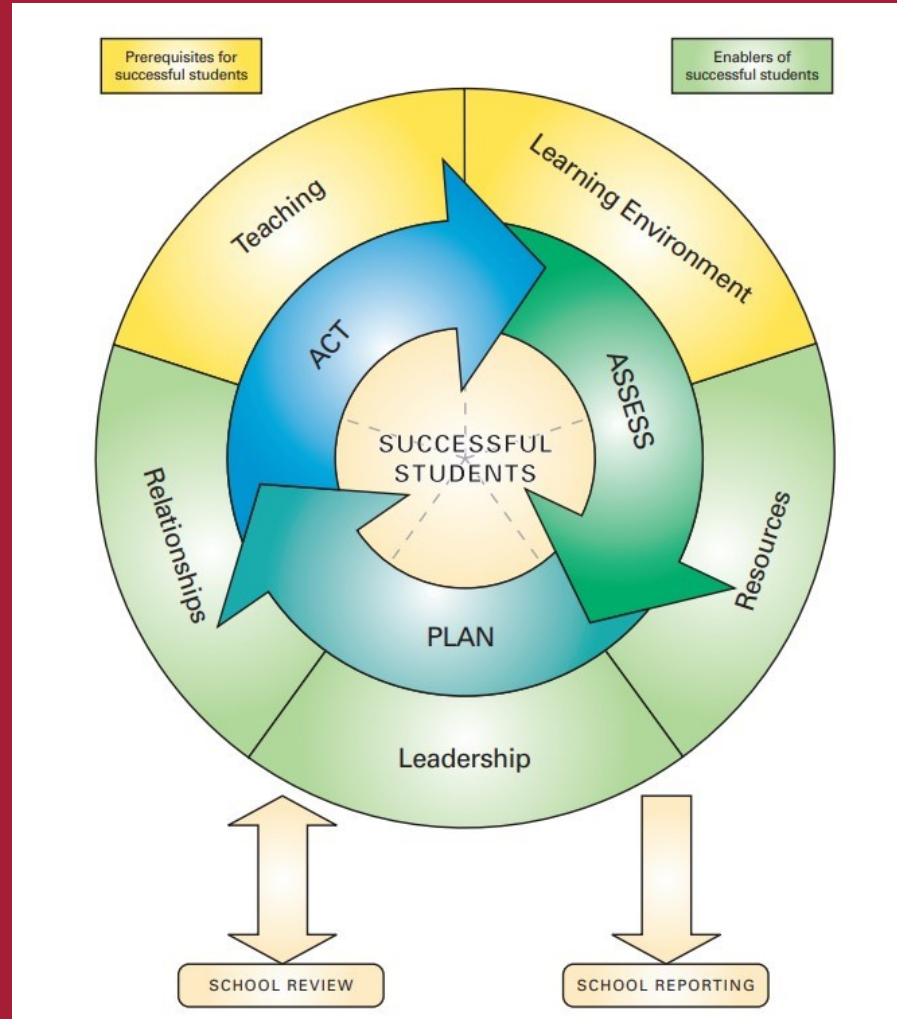 Prerequisites for
successful students
Enablers of
successful students
Teaching
Learning Environment
ACT
ASSESS
SUCCESSFUL
STUDENTS
Relationships
Resources
PLAN
Leadership
SCHOOL REVIEW
SCHOOL REPORTING